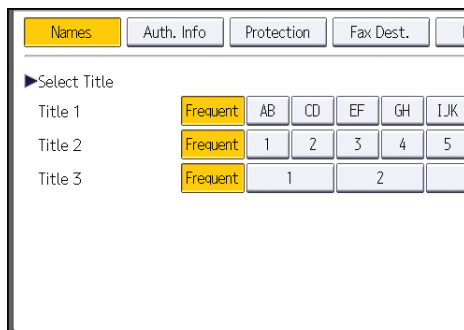 Names Auth. Info Protection Fax Dest.
▶Select Title
Title 1 Frequent AB CD EF GH IJK
Title 2 Frequent 1 2 3 4 5
Title 3 Frequent 1 2